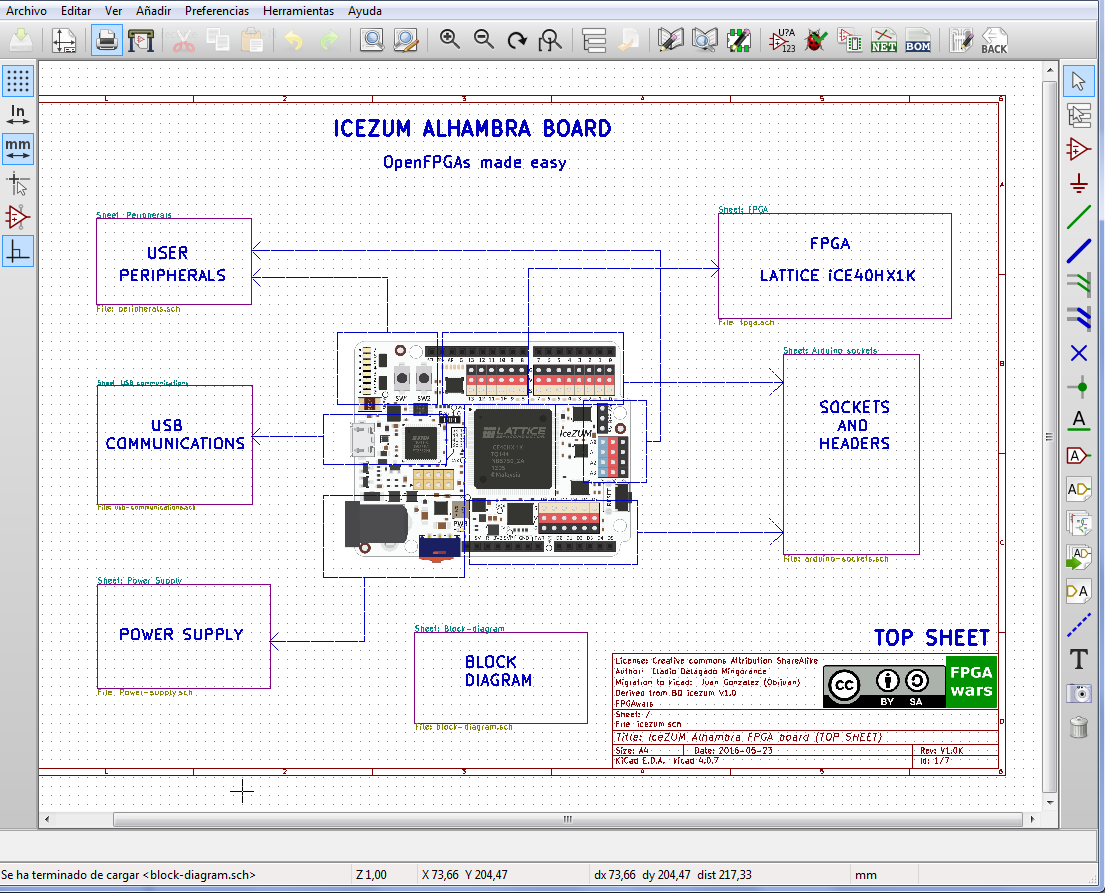 Archivo Editar Ver Añadir Preferencias Herramientas Ayuda
U?A
123
NET
BOM
BACK
In
mm
ICEZUM ALHAMBRA BOARD
OpenFPGAs made easy
Sheet: Peripherals
USER
PERIPHERALS
File: peripherals.sch
Sheet: FPGA
FPGA
LATTICE iCE40HX1K
File: fpga.sch
Sheet: Arduino sockets
SOCKETS
AND
HEADERS
File: arduino-sockets.sch
Sheet: USB communications
USB
COMMUNICATIONS
File: usb-communications.sch
SW1 SW2
LATTICE
IceZUM
RESET
Sheet: Power Supply
POWER SUPPLY
File: Power-supply.sch
Sheet: Block-diagram
BLOCK
DIAGRAM
File: block-diagram.sch
TOP SHEET
License: Creative commons Attribution ShareAlike
Author: Eladio Delgado Mingorance
Migration to Kicad: Juan Gonzalez (Obijuan)
Derived from BQ icezum V1.0
FPGAwars
cc BY SA
FPGA
wars
Sheet: /
File: icezum.sch
Title: IceZUM Alhambra FPGA board (TOP SHEET)
Size: A4 Date: 2016-05-23 Rev: V1.0K
KiCad E.D.A. kicad 4.0.7 Id: 1/7
Se ha terminado de cargar <block-diagram.sch> Z 1,00 X 73,66 Y 204,47 dx 73,66 dy 204,47 dist 217,33 mm